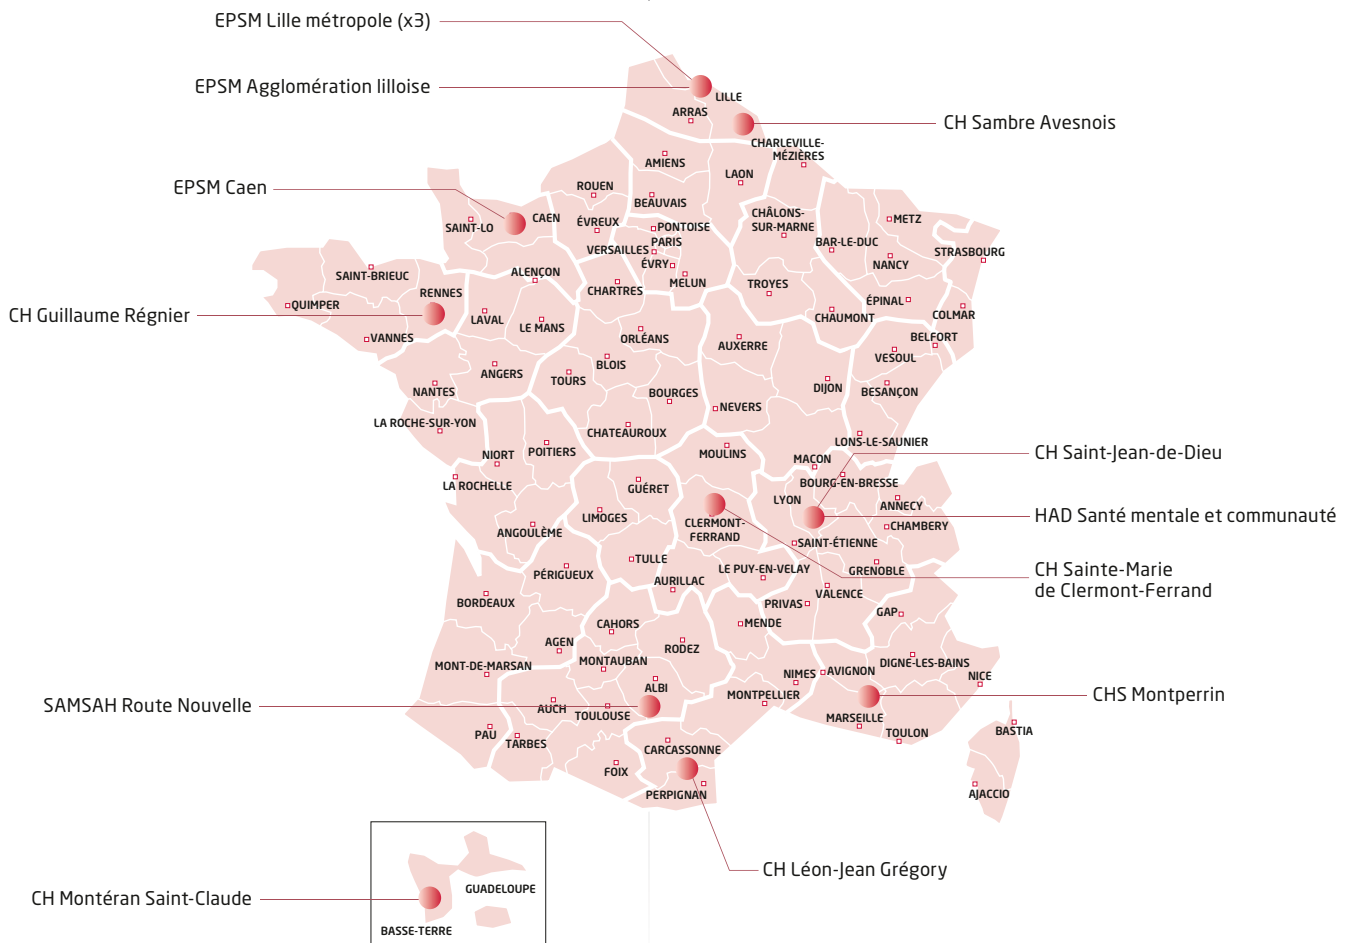 EPSM Lille métropole (x3)
EPSM Agglomération lilloise
LILLE
ARRAS
CH Sambre Avesnois
CHARLEVILLE-
MÉZIÈRES
AMIENS
LAON
EPSM Caen
ROUEN
BEAUVAIS
CAEN
SAINT-LO
ÉVREUX
PONTOISE
CHÂLONS-
SUR-MARNE
METZ
PARIS
VERSAILLES
BAR-LE-DUC
STRASBOURG
ÉVRY
NANCY
SAINT-BRIEUC
ALENÇON
MELUN
CHARTRES
TROYES
RENNES
QUIMPER
ÉPINAL
CH Guillaume Régnier
LAVAL
LE MANS
CHAUMONT
COLMAR
VANNES
ORLÉANS
AUXERRE
BELFORT
VESOUL
BLOIS
ANGERS
TOURS
NANTES
BOURGES
DIJON
BESANÇON
NEVERS
LA ROCHE-SUR-YON
CHATEAUROUX
LONS-LE-SAUNIER
NIORT
POITIERS
MOULINS
MACON
CH Saint-Jean-de-Dieu
LA ROCHELLE
GUÉRET
BOURG-EN-BRESSE
LYON
ANNECY
LIMOGES
HAD Santé mentale et communauté
CLERMONT-
FERRAND
CHAMBERY
ANGOULÊME
SAINT-ÉTIENNE
TULLE
PÉRIGUEUX
LE PUY-EN-VELAY
GRENOBLE
CH Sainte-Marie
de Clermont-Ferrand
AURILLAC
VALENCE
BORDEAUX
PRIVAS
GAP
CAHORS
MENDE
AGEN
RODEZ
MONT-DE-MARSAN
MONTAUBAN
DIGNE-LES-BAINS
NIMES
AVIGNON
NICE
ALBI
MONTPELLIER
CHS Montperrin
SAMSAH Route Nouvelle
AUCH
TOULOUSE
MARSEILLE
PAU
TOULON
BASTIA
TARBES
CARCASSONNE
FOIX
PERPIGNAN
AJACCIO
CH Léon-Jean Grégory
GUADELOUPE
CH Montéran Saint-Claude
BASSE-TERRE